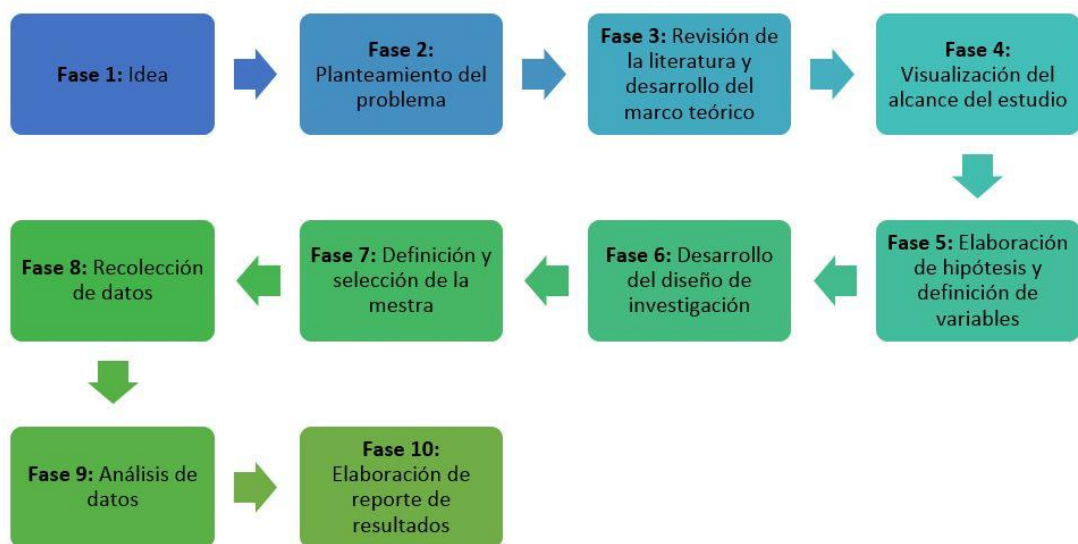 Fase 1: Idea
Fase 2:
Planteamiento del
problema
Fase 3: Revisión de
la literatura y
desarrollo del
marco teórico
Fase 4:
Visualización del
alcance del estudio
Fase 5: Elaboración
de hipótesis y
definición de
variables
Fase 6: Desarrollo
del diseño de
investigación
Fase 7: Definición y
selección de la
mestra
Fase 8: Recolección
de datos
Fase 9: Análisis de
datos
Fase 10:
Elaboración de
reporte de
resultados